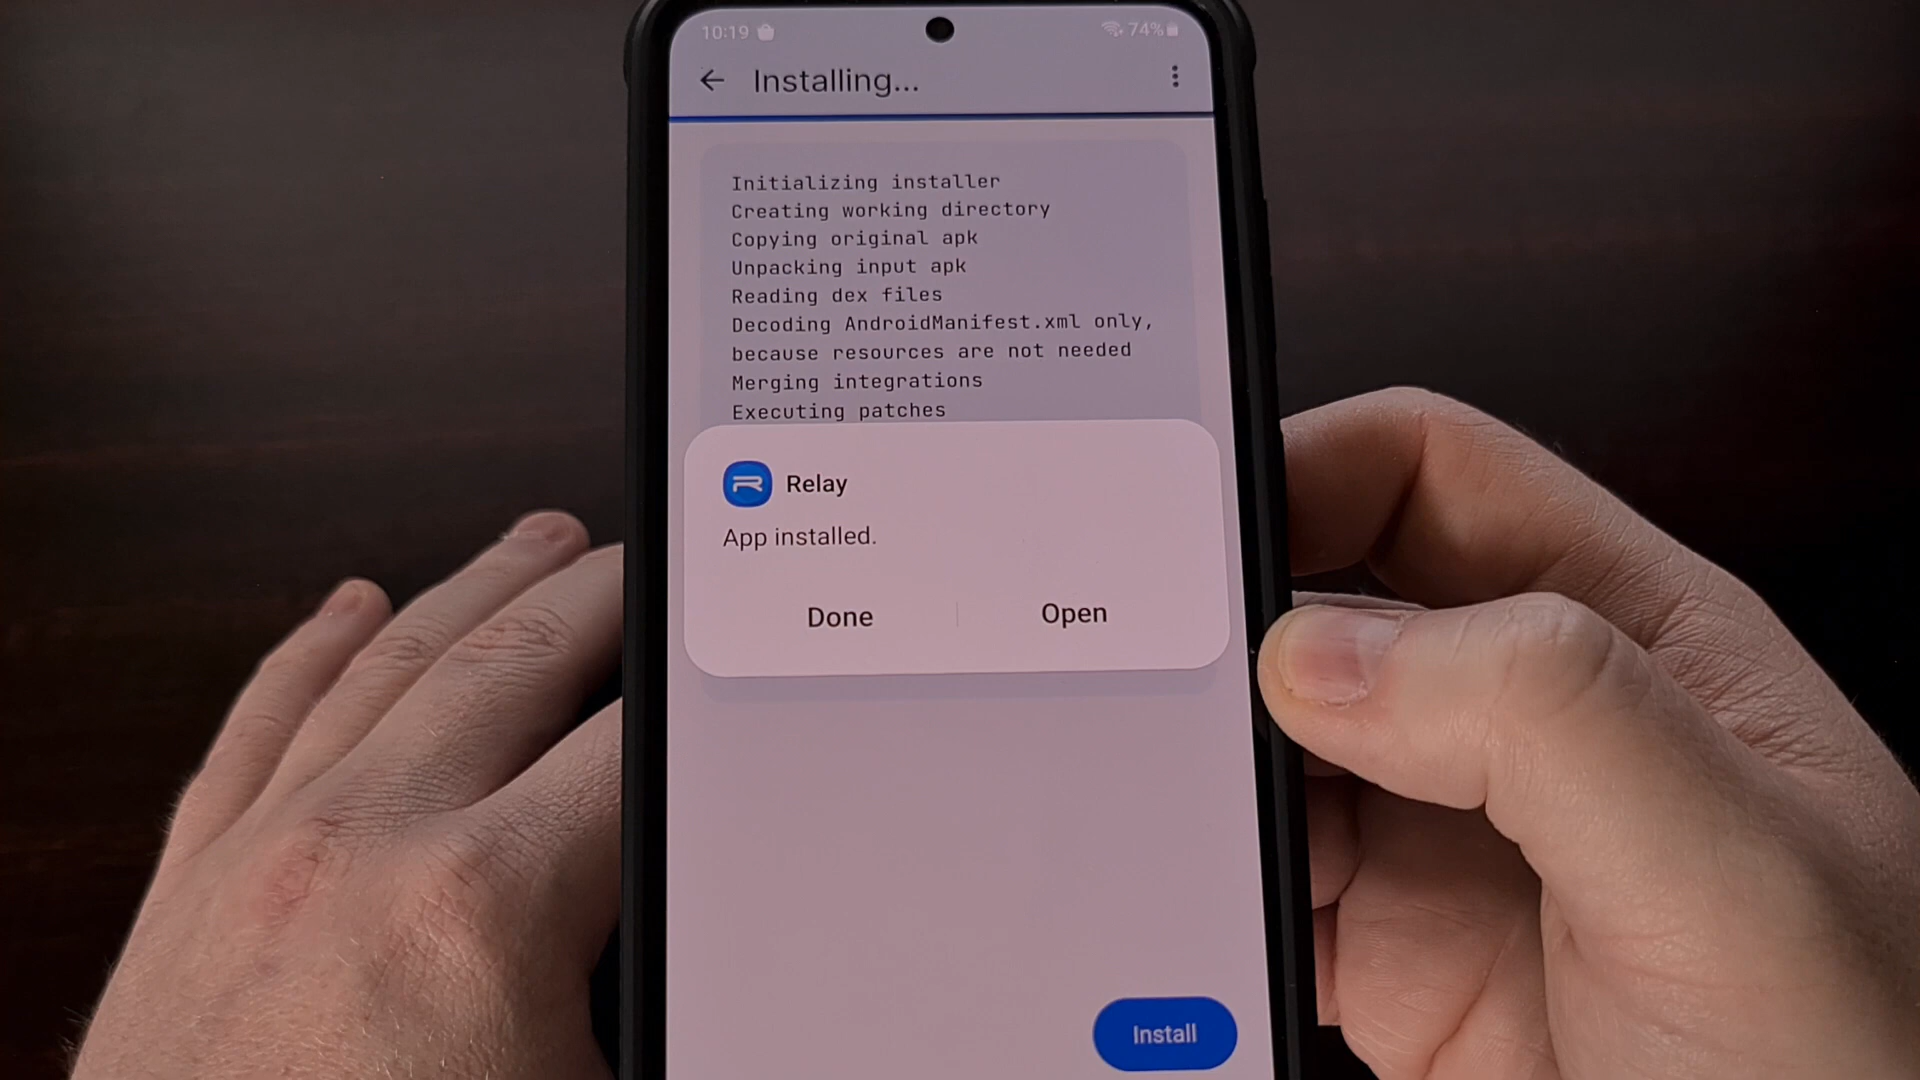 10:19
74%
Installing...
Initializing installer
Creating working directory
Copying original apk
Unpacking input apk
Reading dex files
Decoding AndroidManifest.xml only,
because resources are not needed
Merging integrations
Executing patches
Relay
App installed.
Done
Open
Install